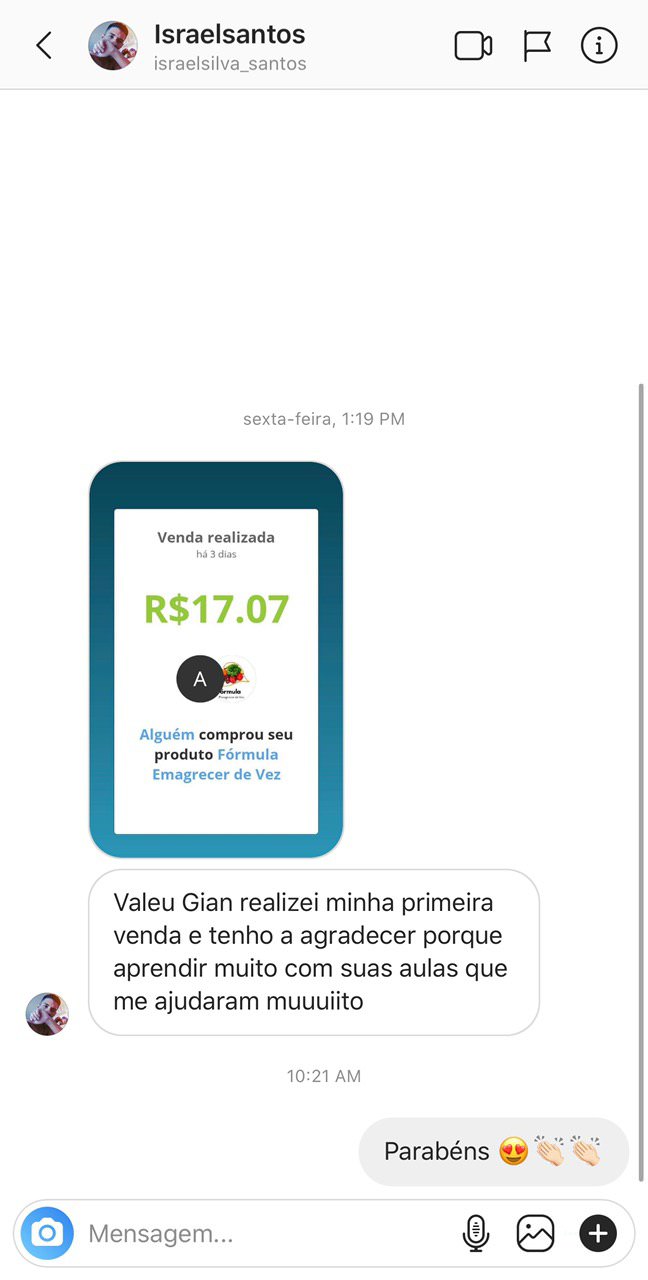 Israelsantos
israelsilva_santos
sexta-feira, 1:19 PM
Venda realizada
há 3 dias
R$17.07
A
Alguém comprou seu
produto Fórmula
Emagrecer de Vez
Valeu Gian realizei minha primeira
venda e tenho a agradecer porque
aprendir muito com suas aulas que
me ajudaram muuuiito
10:21 AM
Parabéns 😍👏🏻👏🏻
Mensagem...